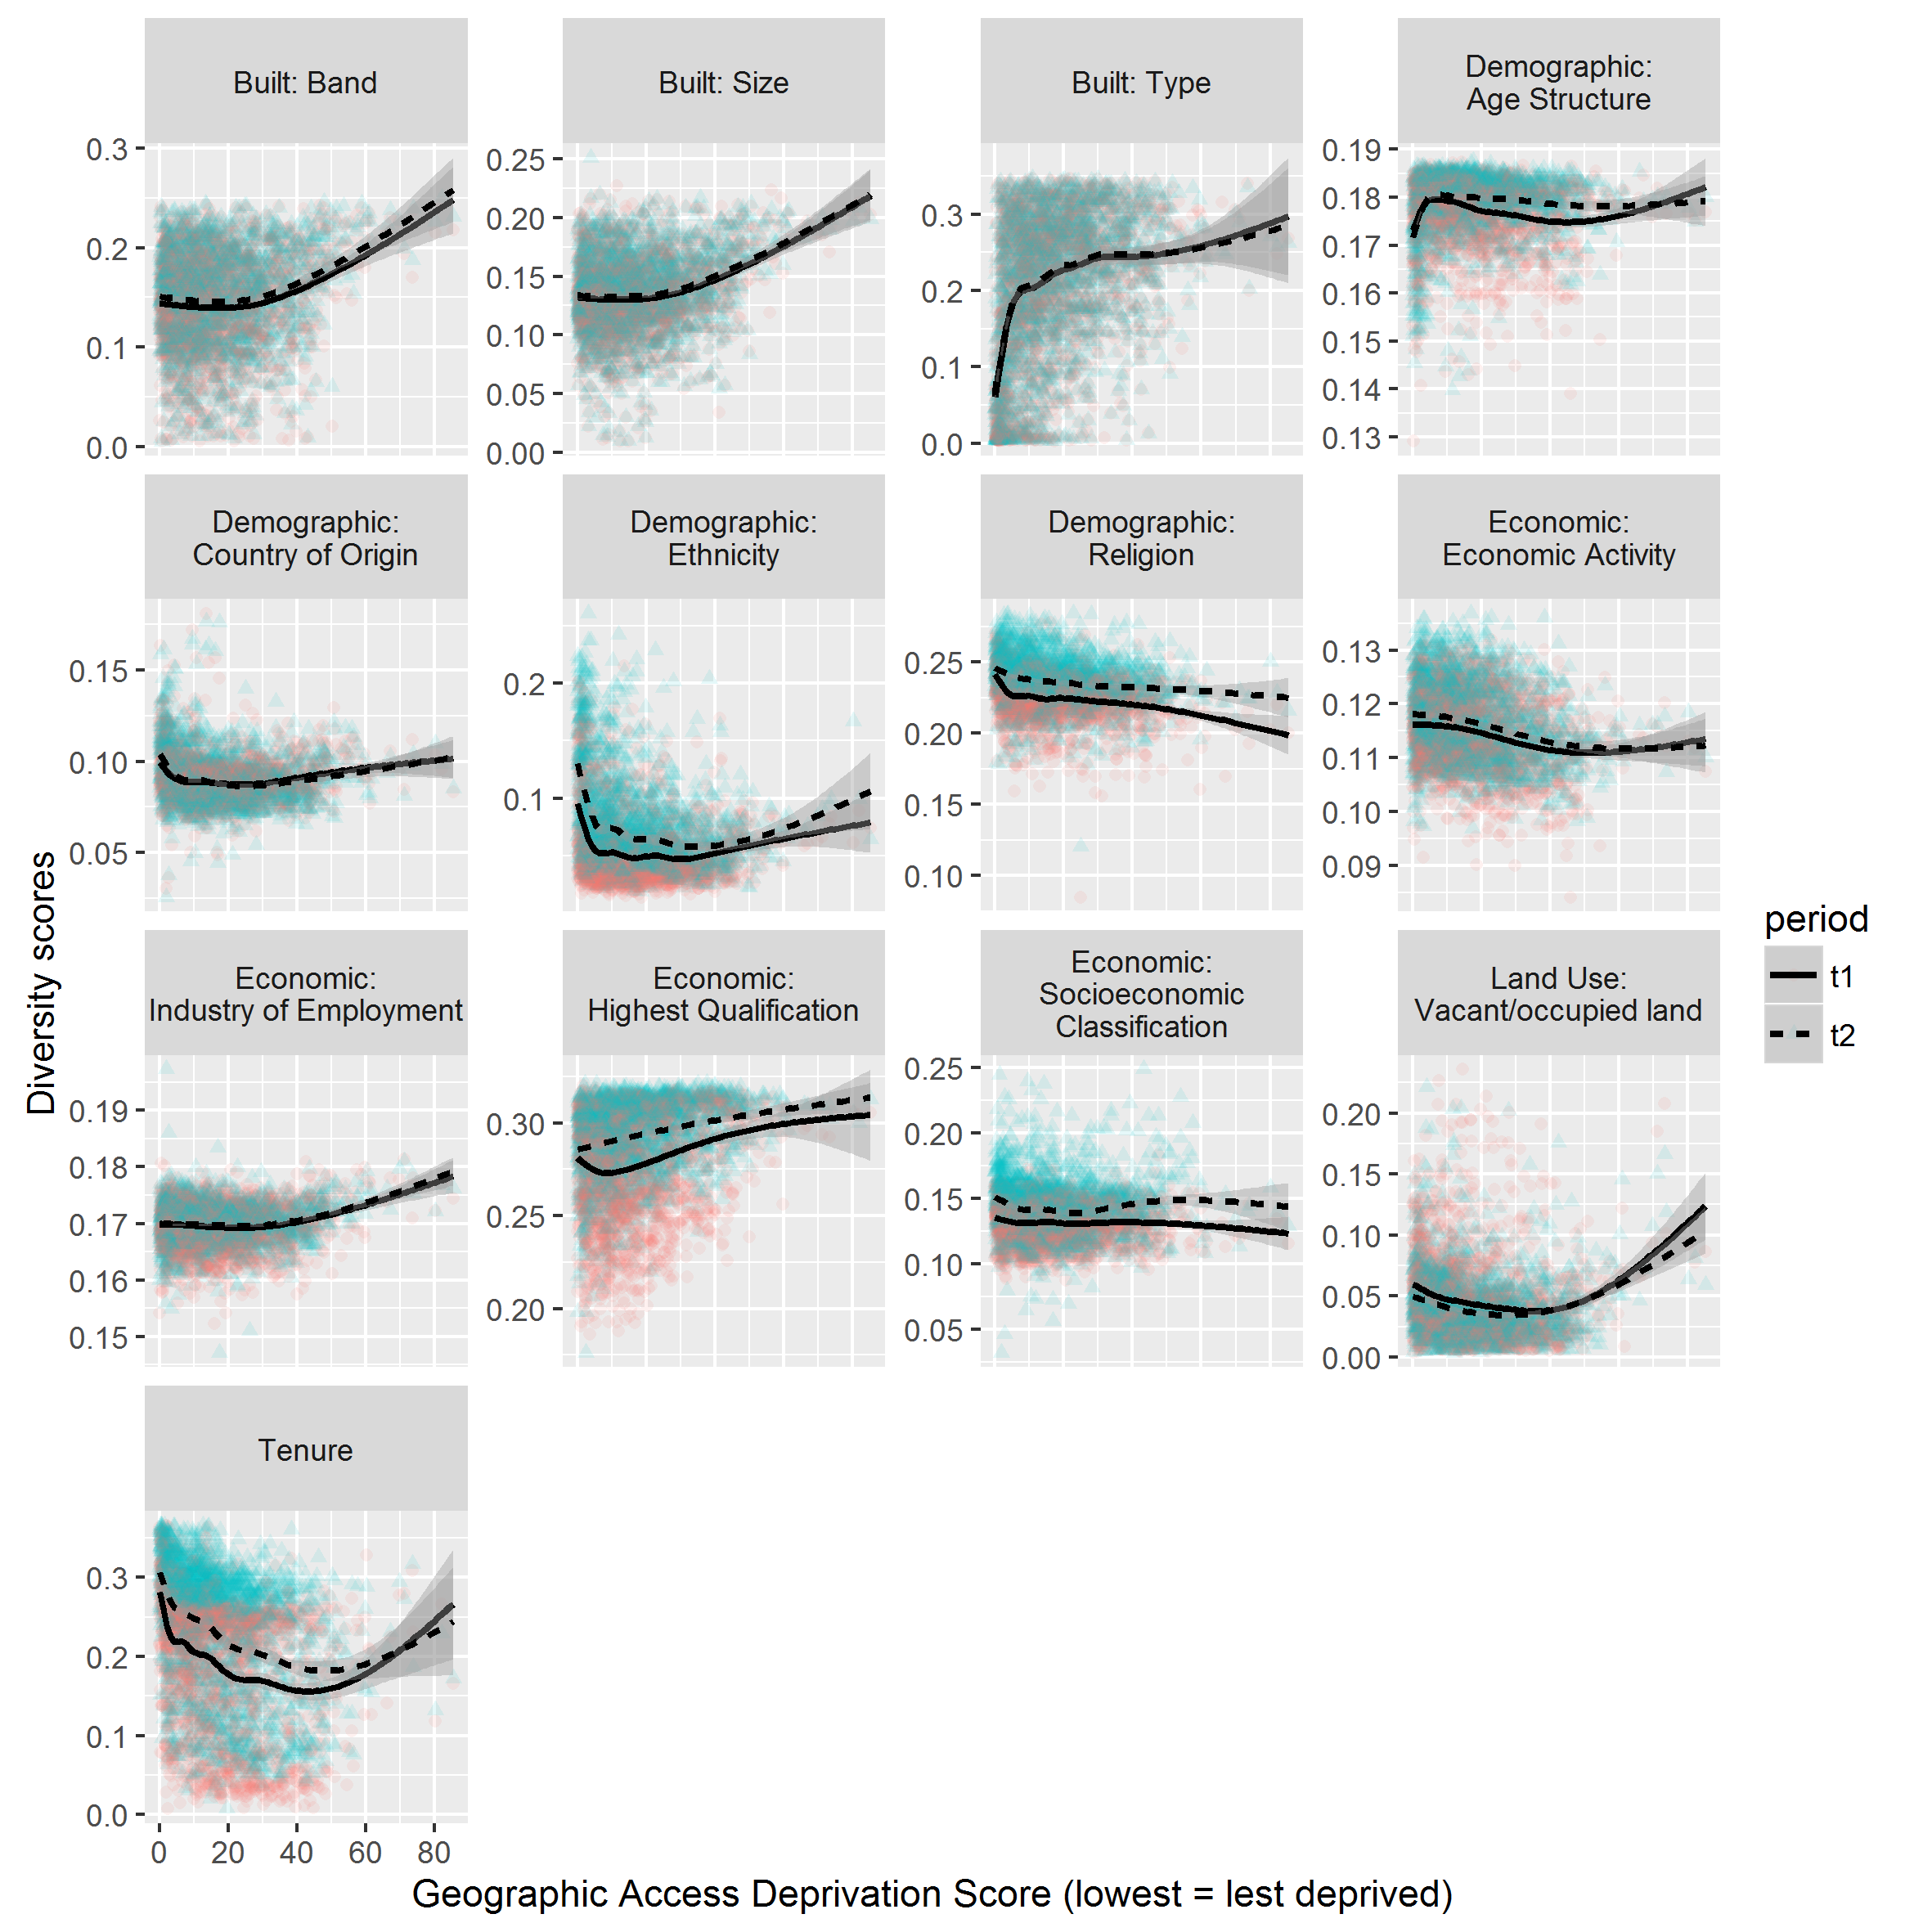 Built: Band
Built: Size
Built: Type
Demographic:
Age Structure
0.3
0.2
0.1
0.0
0.25
0.20
0.15
0.10
0.05
0.00
0.3
0.2
0.1
0.0
0.19
0.18
0.17
0.16
0.15
0.14
0.13
Demographic:
Country of Origin
Demographic:
Ethnicity
Demographic:
Religion
Economic:
Economic Activity
0.15
0.10
0.05
0.2
0.1
0.25
0.20
0.15
0.10
0.13
0.12
0.11
0.10
0.09
Diversity scores
Economic:
Industry of Employment
Economic:
Highest Qualification
Economic:
Socioeconomic
Classification
Land Use:
Vacant/occupied land
0.19
0.18
0.17
0.16
0.15
0.30
0.25
0.20
0.25
0.20
0.15
0.10
0.05
0.20
0.15
0.10
0.05
0.00
period
t1
t2
Tenure
0.3
0.2
0.1
0.0
0 20 40 60 80
Geographic Access Deprivation Score (lowest = lest deprived)